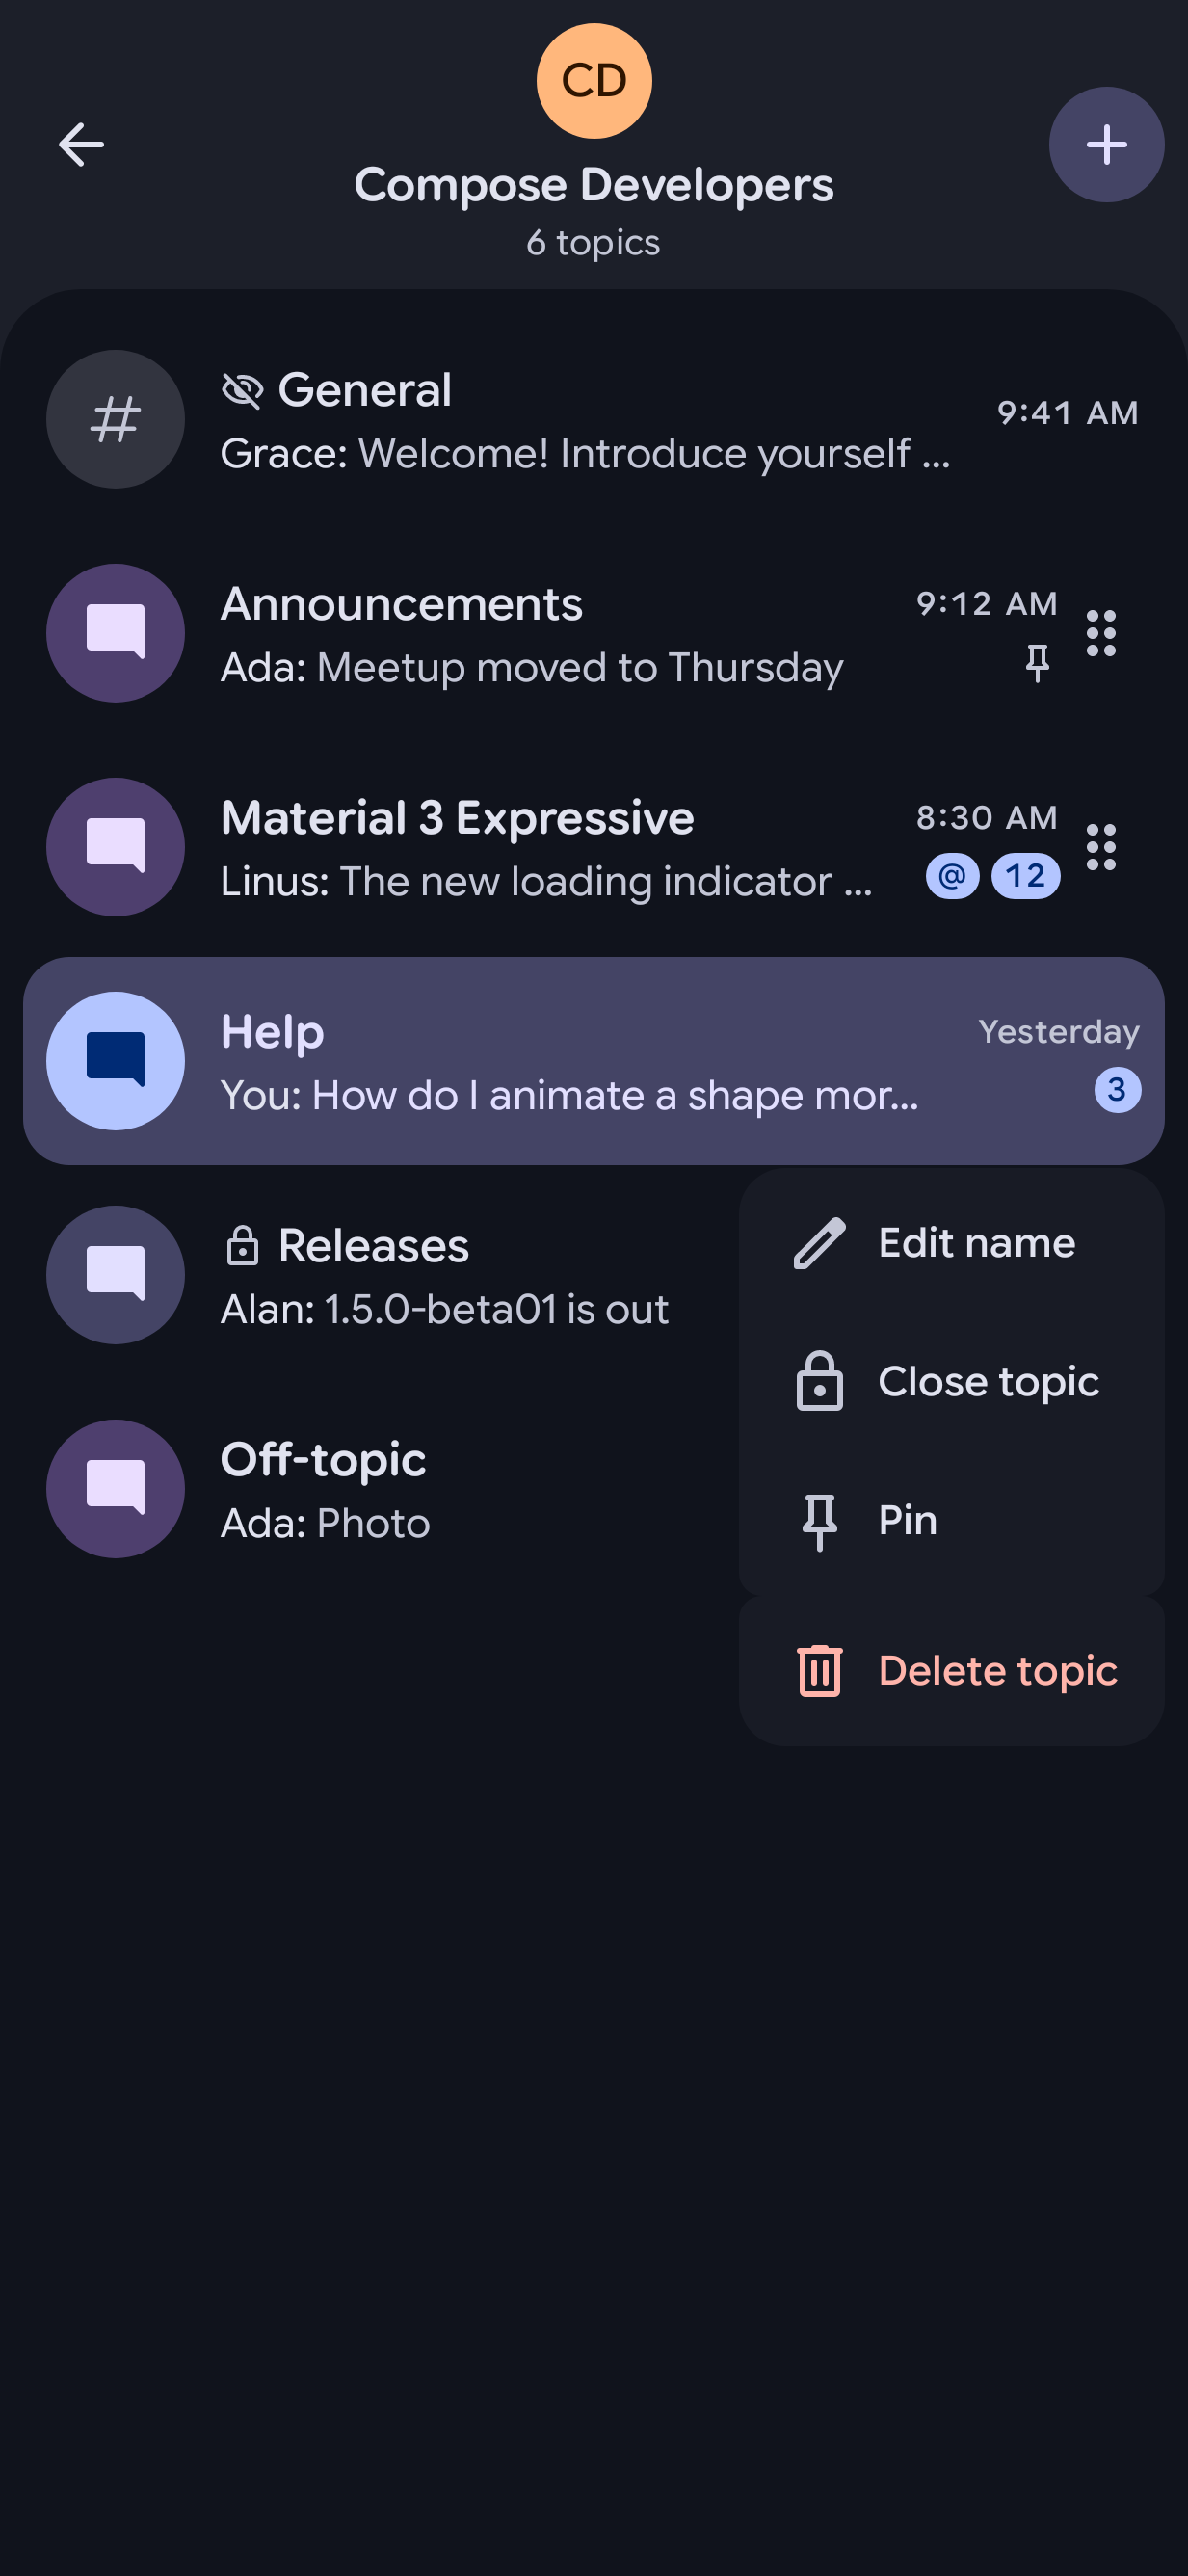 CD
Compose Developers
6 topics
#
General
9:41 AM
Grace: Welcome! Introduce yourself ...
Announcements
9:12 AM
Ada: Meetup moved to Thursday
Material 3 Expressive
8:30 AM
Linus: The new loading indicator ...
@ 12
Help
Yesterday
You: How do I animate a shape mor...
3
Releases
Alan: 1.5.0-beta01 is out
Off-topic
Ada: Photo
Edit name
Close topic
Pin
Delete topic